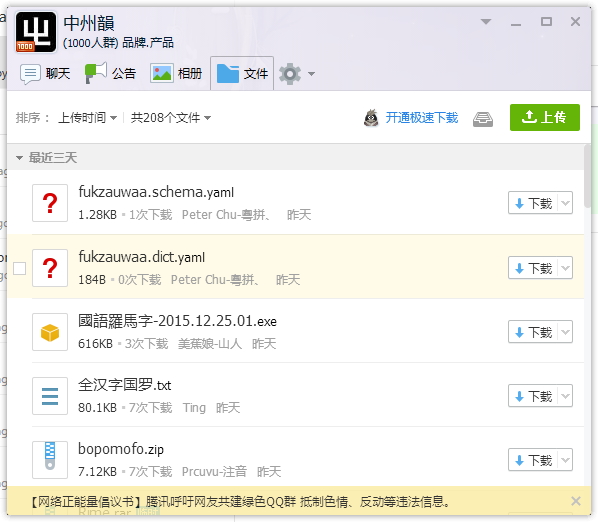 中州韻
(1000人群) 品牌.产品
1000
聊天 公告 相册 文件
排序： 上传时间 共208个文件 开通极速下载 上传
最近三天
fukzauwaa.schema.yaml
1.28KB 1次下载 Peter Chu-粤拼、 昨天
下载
fukzauwaa.dict.yaml
184B 0次下载 Peter Chu-粤拼、 昨天
下载
國語羅馬字-2015.12.25.01.exe
616KB 3次下载 美蕉娘-山人 昨天
下载
全汉字国罗.txt
80.1KB 7次下载 Ting 昨天
下载
bopomofo.zip
7.12KB 7次下载 Prcuvu-注音 昨天
下载
【网络正能量倡议书】腾讯呼吁网友共建绿色QQ群 抵制色情、反动等违法信息。